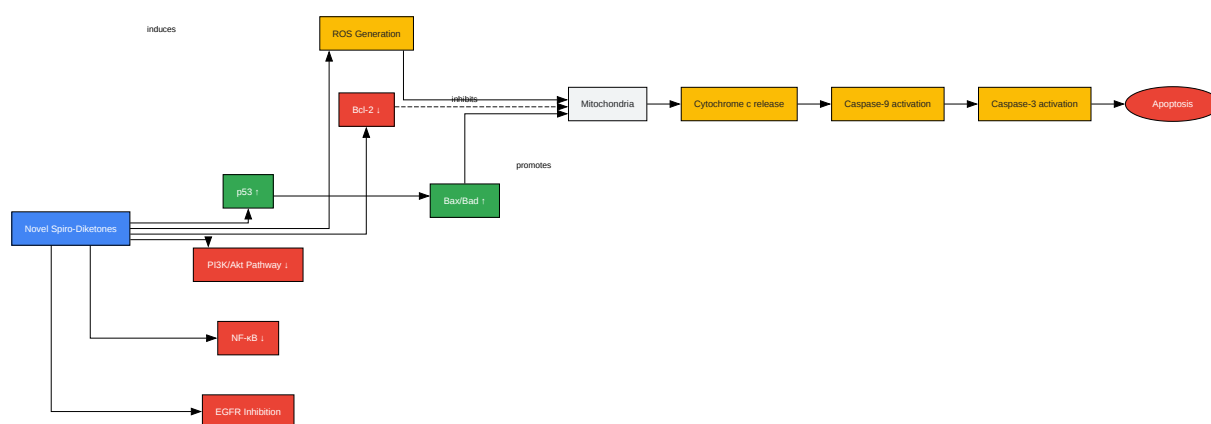 induces
ROS Generation
Bcl-2 ↓
inhibits
Mitochondria
Cytochrome c release
Caspase-9 activation
Caspase-3 activation
Apoptosis
promotes
p53 ↑
Bax/Bad ↑
Novel Spiro-Diketones
PI3K/Akt Pathway ↓
NF-κB ↓
EGFR Inhibition